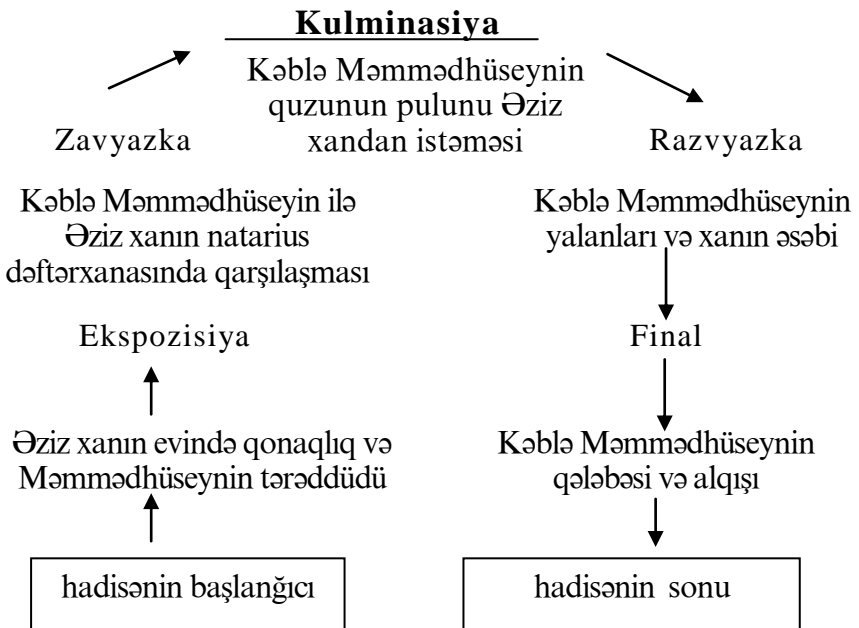 Kulminasiya
Kəblə Məmmədhüseynin
quzunun pulunu Əziz
xandan istəməsi
Zavyazka
Razvyazka
Kəblə Məmmədhüseyin ilə
Əziz xanın natarius
dəftərxanasında qarşılaşması
Kəblə Məmmədhüseynin
yalanları və xanın əsəbi
Ekspozisiya
Final
Əziz xanın evində qonaqlıq və
Məmmədhüseynin tərəddüdü
Kəblə Məmmədhüseynin
qələbəsi və alqışı
hadisənin başlanğıcı
hadisənin sonu